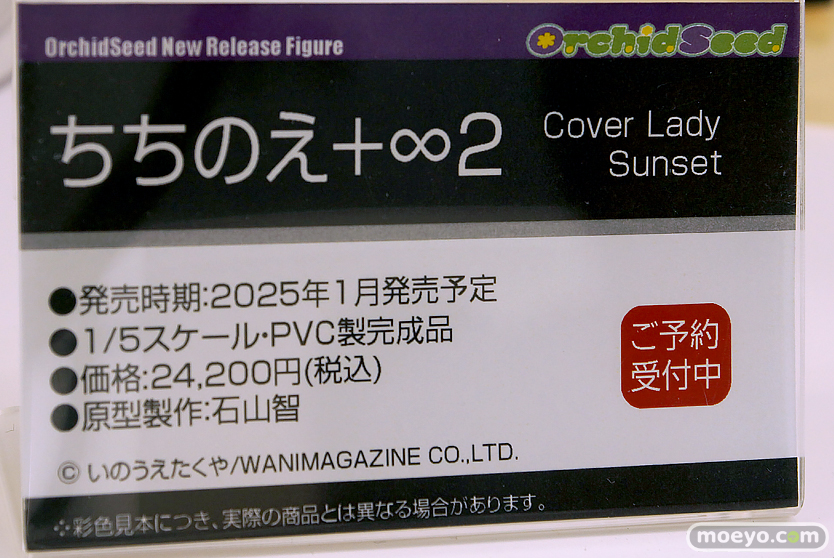 OrchidSeed New Release Figure
OrchidSeed
ちちのえ+∞2
Cover Lady
Sunset
●発売時期:2025年1月発売予定
●1/5スケール・PVC製完成品
●価格:24,200円(税込)
●原型製作:石山智
ご予約
受付中
© いのうえたくや/WANIMAGAZINE CO.,LTD.
※彩色見本につき、実際の商品とは異なる場合があります。
moeyo.com